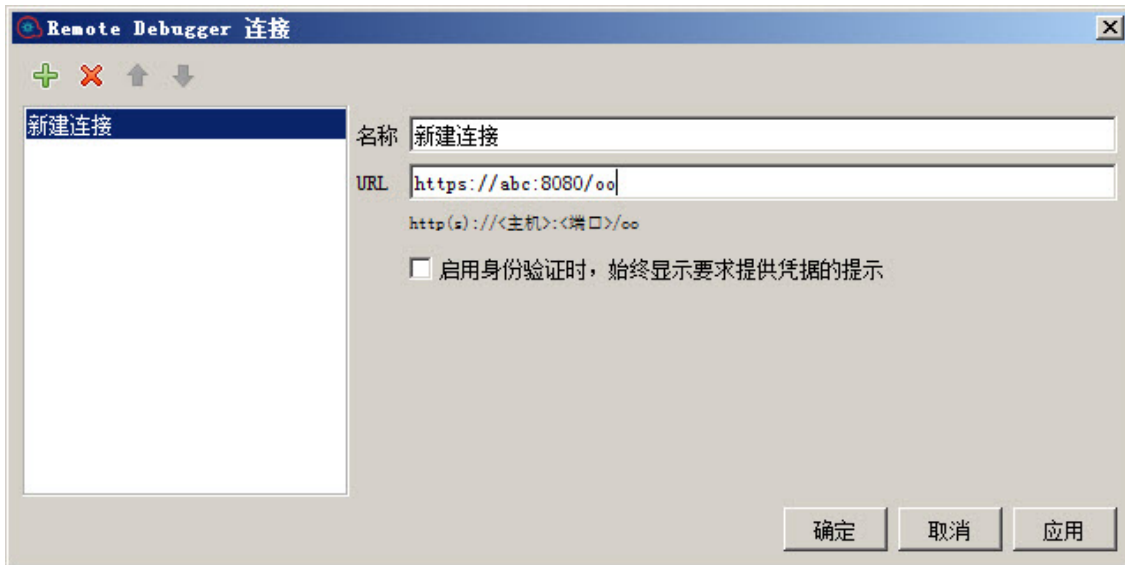 Remote Debugger 连接
新建连接
名称 新建连接
URL https://abc:8080/oo
http(s)://<主机>:<端口>/oo
启用身份验证时，始终显示要求提供凭据的提示
确定 取消 应用